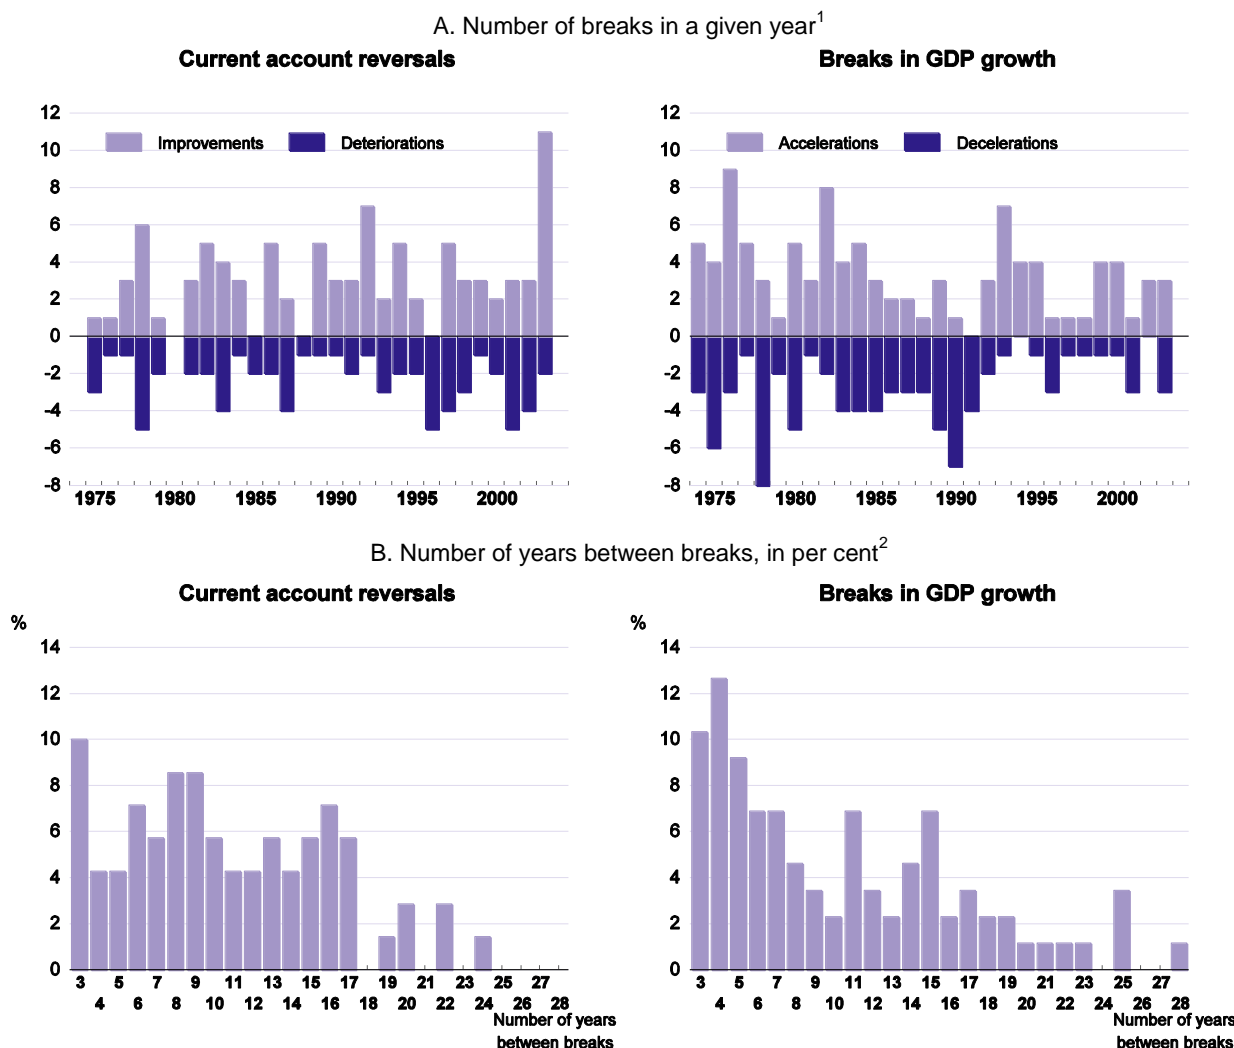 A. Number of breaks in a given year1
Current account reversals
Breaks in GDP growth
12
10
8
6
4
2
0
-2
-4
-6
-8
Improvements
Deteriorations
1975
1980
1985
1990
1995
2000
12
10
8
6
4
2
0
-2
-4
-6
-8
Accelerations
Decelerations
1975
1980
1985
1990
1995
2000
B. Number of years between breaks, in per cent2
Current account reversals
Breaks in GDP growth
%
14
12
10
8
6
4
2
0
3 5 7 9 11 13 15 17 19 21 23 25 27
4 6 8 10 12 14 16 18 20 22 24 26 28
Number of years
between breaks
%
14
12
10
8
6
4
2
0
3 5 7 9 11 13 15 17 19 21 23 25 27
4 6 8 10 12 14 16 18 20 22 24 26 28
Number of years
between breaks